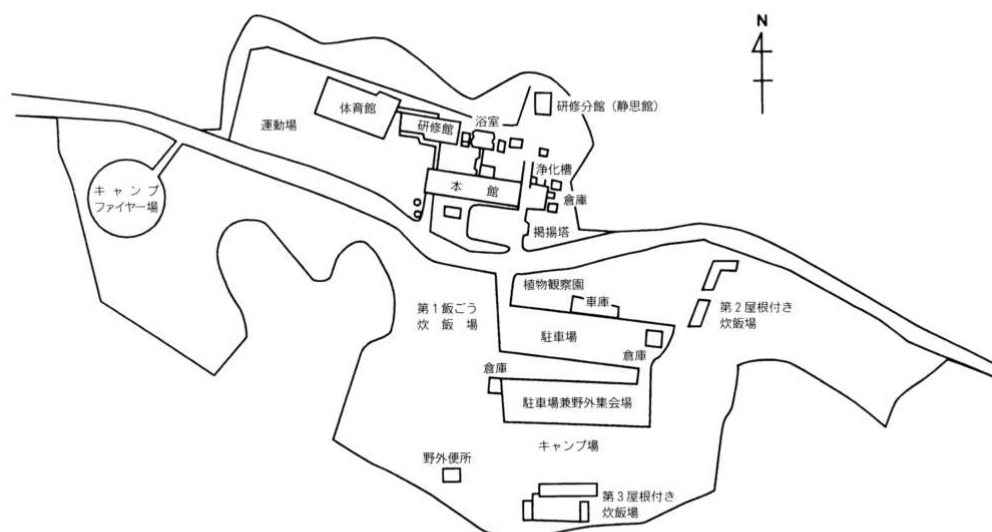 N
研修分館（静思館）
体育館
浴室
研修館
運動場
浄化槽
本　館
キャンプ
ファイヤー場
倉庫
掲揚塔
植物観察園
車庫
第１飯ごう
炊　飯　場
第２屋根付き
炊飯場
駐車場
倉庫
倉庫
駐車場兼野外集会場
キャンプ場
野外便所
第３屋根付き
炊飯場